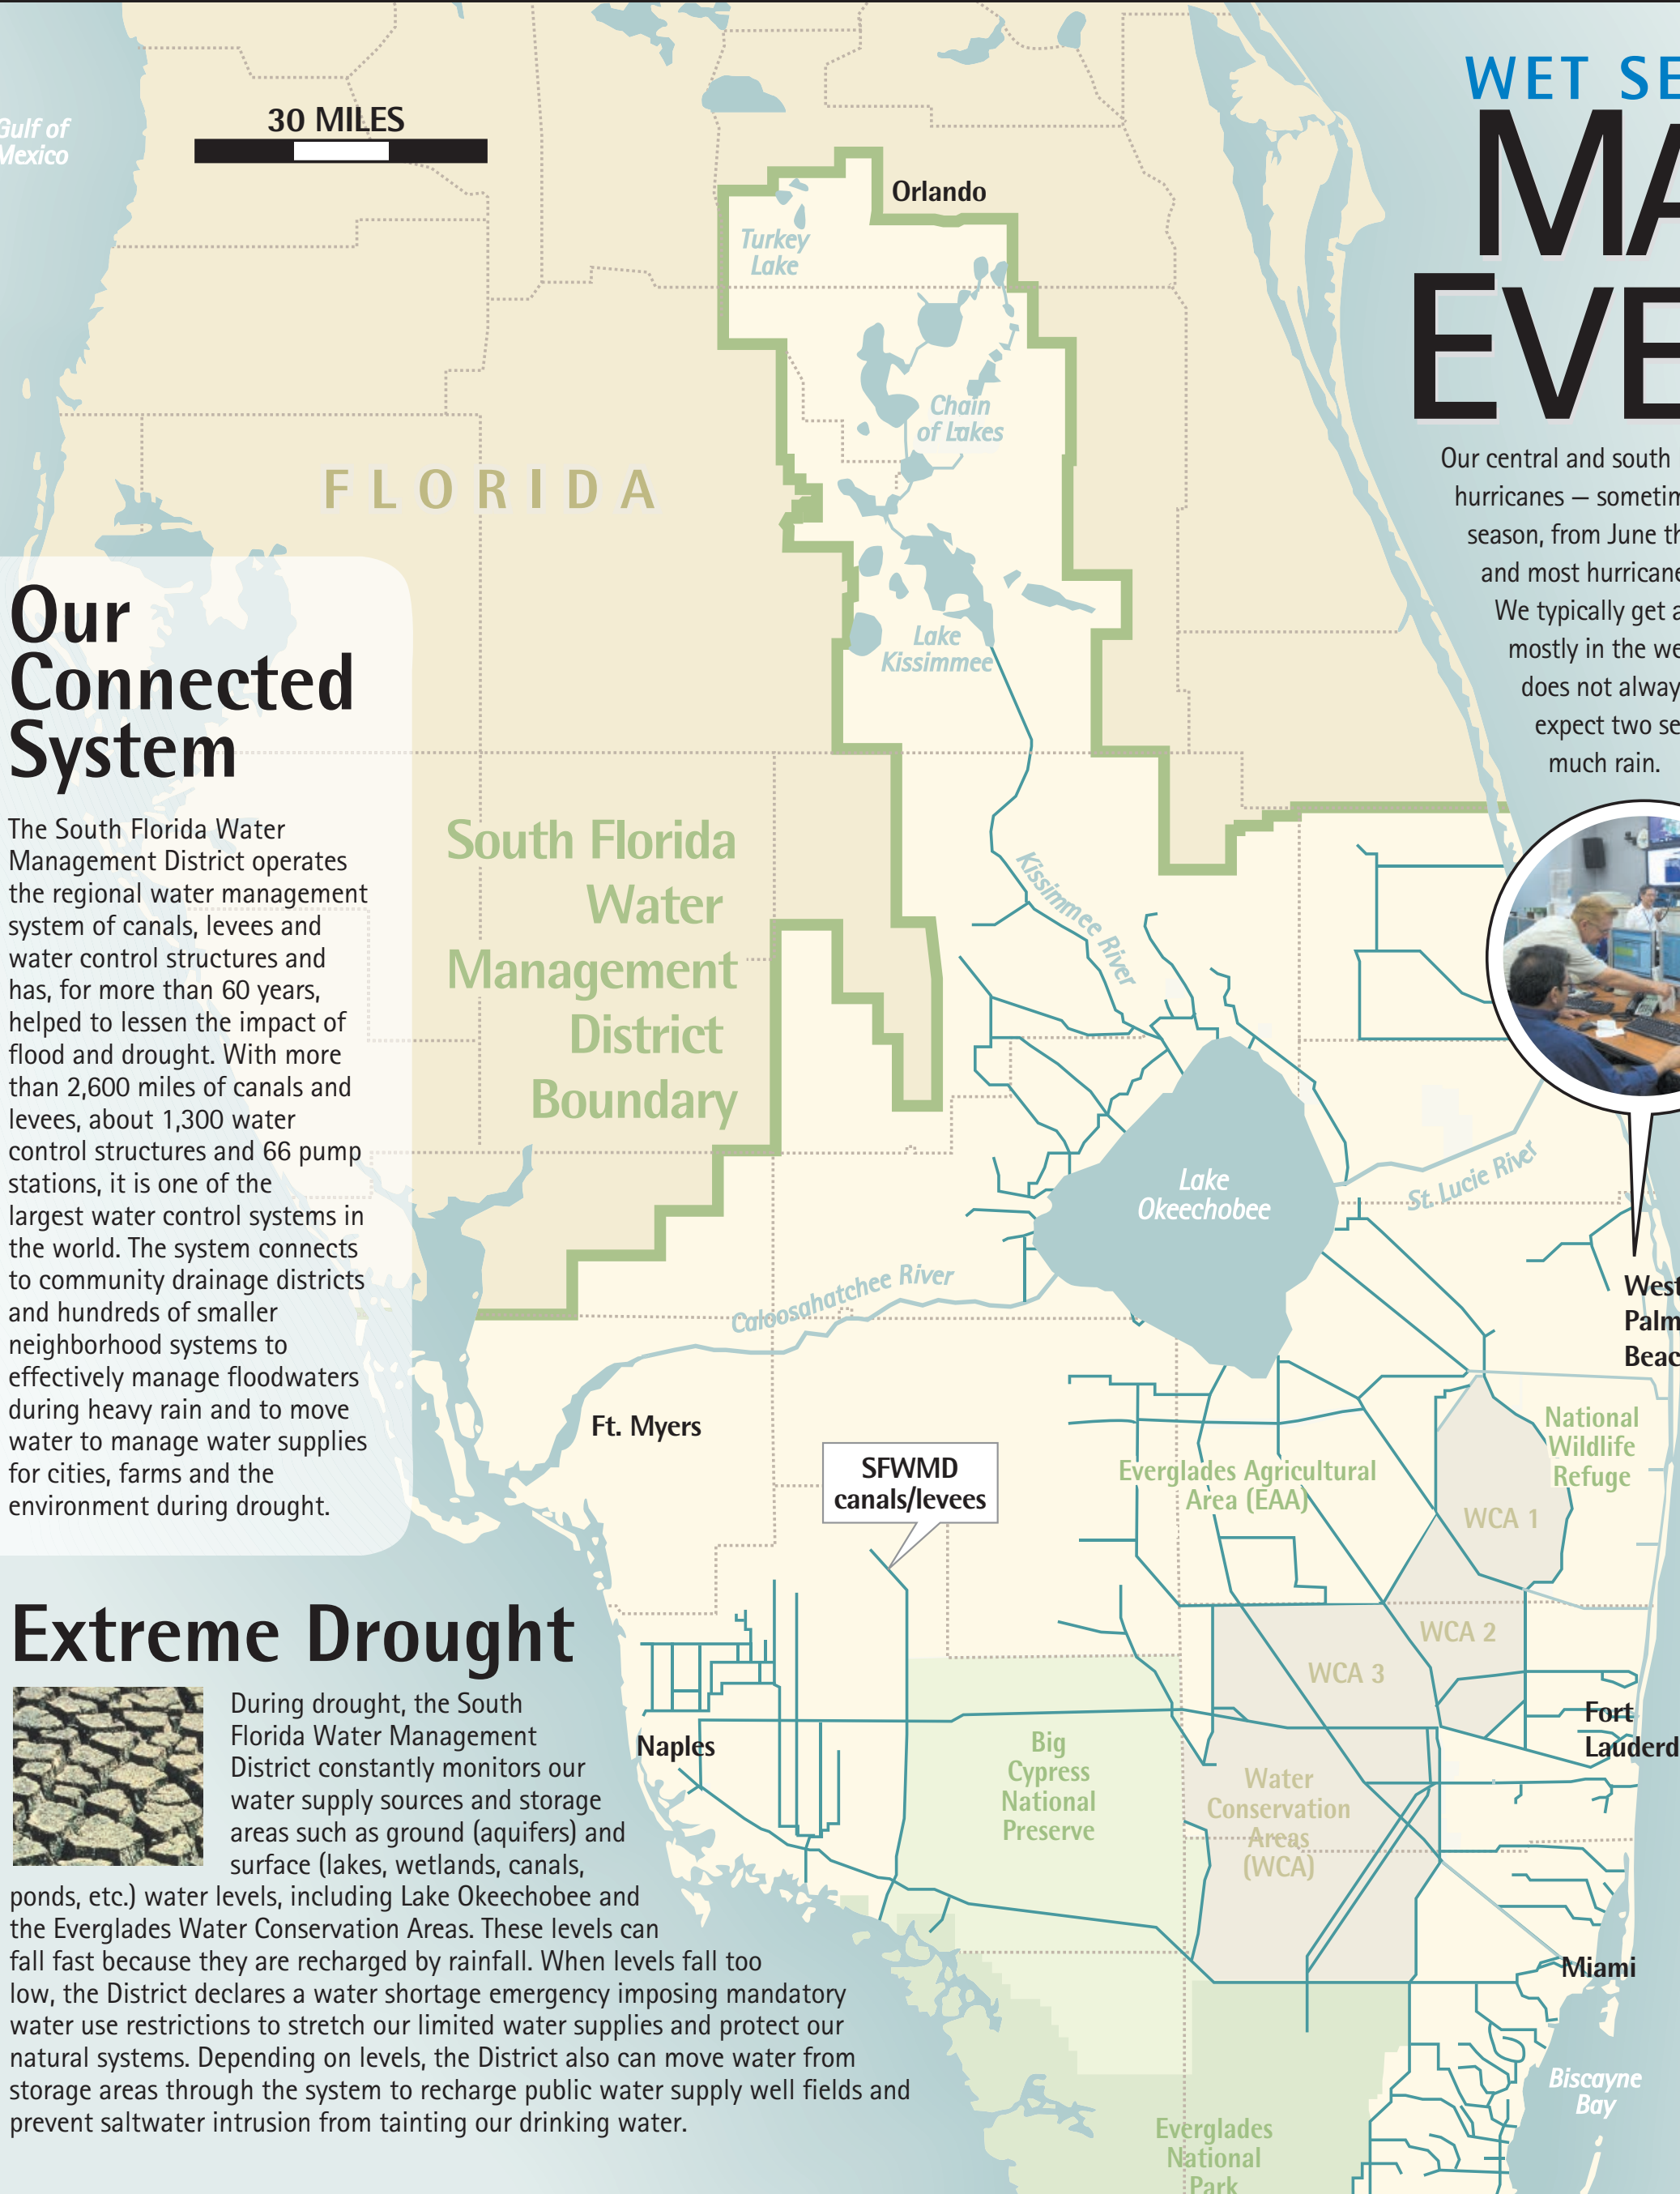 Gulf of
Mexico
30 MILES
Orlando
Turkey
Lake
Chain
of Lakes
FLORIDA
Lake
Kissimmee
Kissimmee River
South Florida
Water
Management
District
Boundary
Lake
Okeechobee
St. Lucie River
Caloosahatchee River
Ft. Myers
SFWMD
canals/levees
Everglades Agricultural
Area (EAA)
National
Wildlife
Refuge
WCA 1
WCA 2
WCA 3
West
Palm
Beac
Fort
Lauderd
Naples
Big
Cypress
National
Preserve
Water
Conservation
Areas
(WCA)
Miami
Biscayne
Bay
Everglades
National
Park
WET SE
MA
EVE
Our central and south
hurricanes — sometim
season, from June th
and most hurricane
We typically get a
mostly in the we
does not alway
expect two se
much rain.
Our
Connected
System
The South Florida Water
Management District operates
the regional water management
system of canals, levees and
water control structures and
has, for more than 60 years,
helped to lessen the impact of
flood and drought. With more
than 2,600 miles of canals and
levees, about 1,300 water
control structures and 66 pump
stations, it is one of the
largest water control systems in
the world. The system connects
to community drainage districts
and hundreds of smaller
neighborhood systems to
effectively manage floodwaters
during heavy rain and to move
water to manage water supplies
for cities, farms and the
environment during drought.
Extreme Drought
During drought, the South
Florida Water Management
District constantly monitors our
water supply sources and storage
areas such as ground (aquifers) and
surface (lakes, wetlands, canals,
ponds, etc.) water levels, including Lake Okeechobee and
the Everglades Water Conservation Areas. These levels can
fall fast because they are recharged by rainfall. When levels fall too
low, the District declares a water shortage emergency imposing mandatory
water use restrictions to stretch our limited water supplies and protect our
natural systems. Depending on levels, the District also can move water from
storage areas through the system to recharge public water supply well fields and
prevent saltwater intrusion from tainting our drinking water.